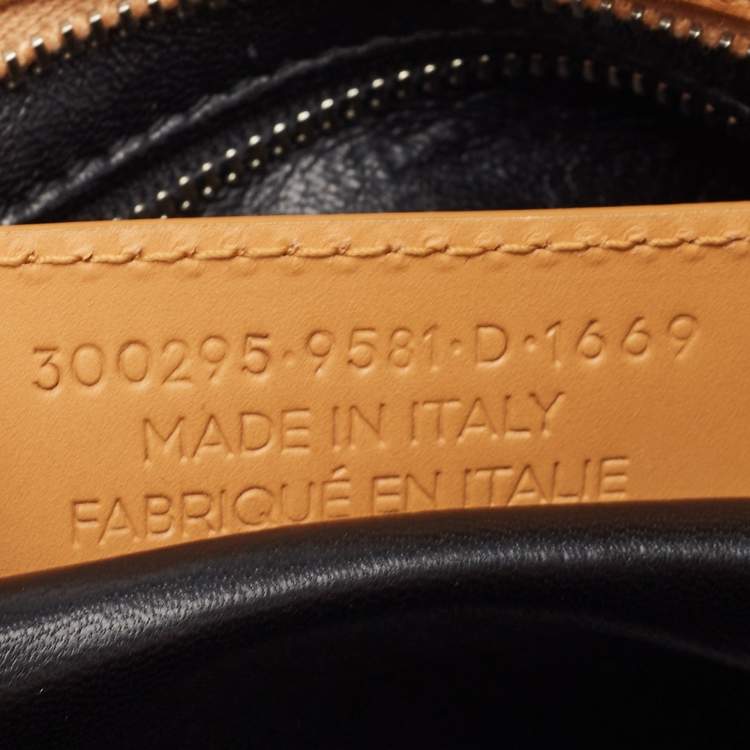 300295·9581·D·1669
MADE IN ITALY
FABRIQUÉ EN ITALIE